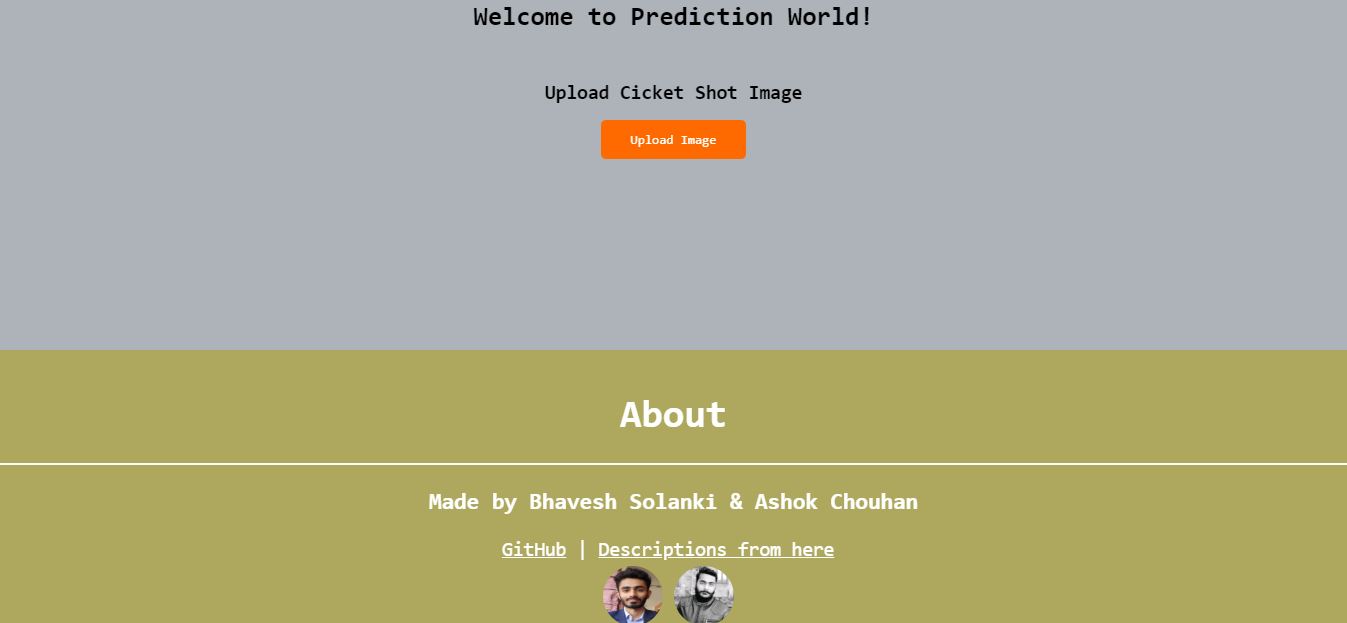 Welcome to Prediction World!
Upload Cicket Shot Image
Upload Image
About
Made by Bhavesh Solanki & Ashok Chouhan
GitHub | Descriptions from here